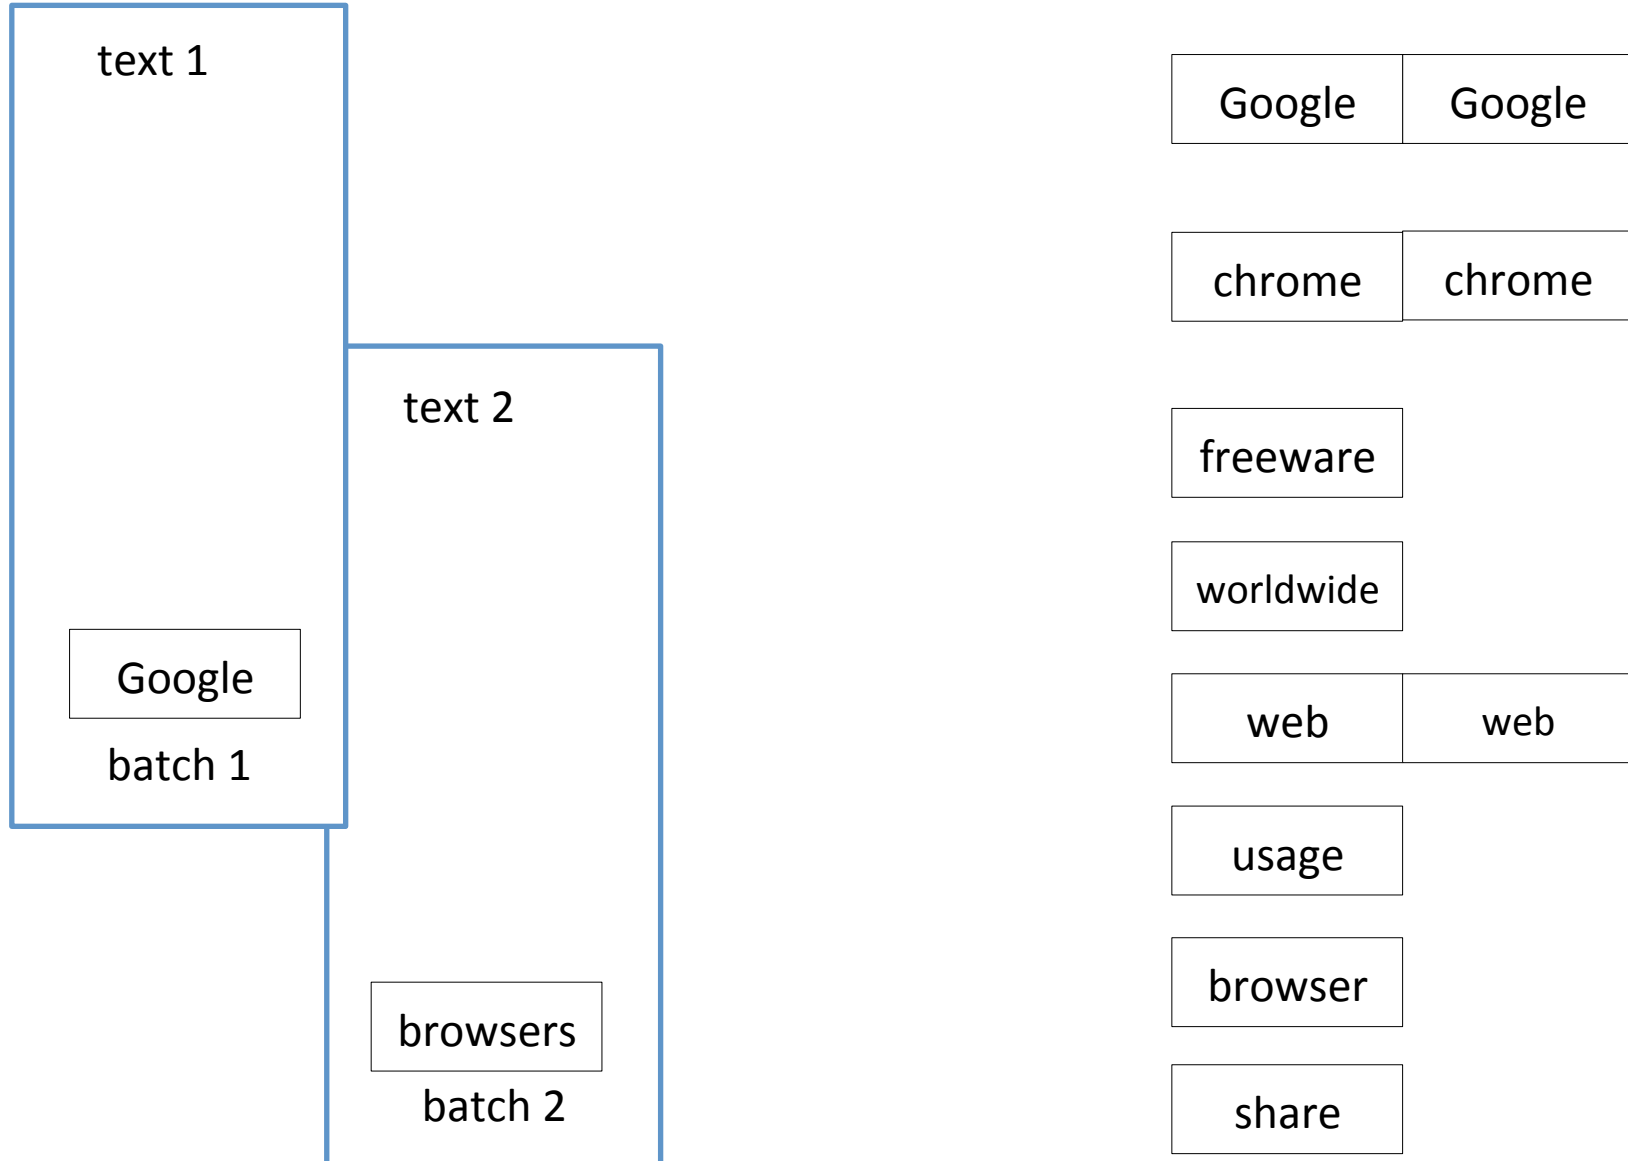 text 1
Google
batch 1
text 2
browsers
batch 2
Google Google
chrome chrome
freeware
worldwide
web web
usage
browser
share